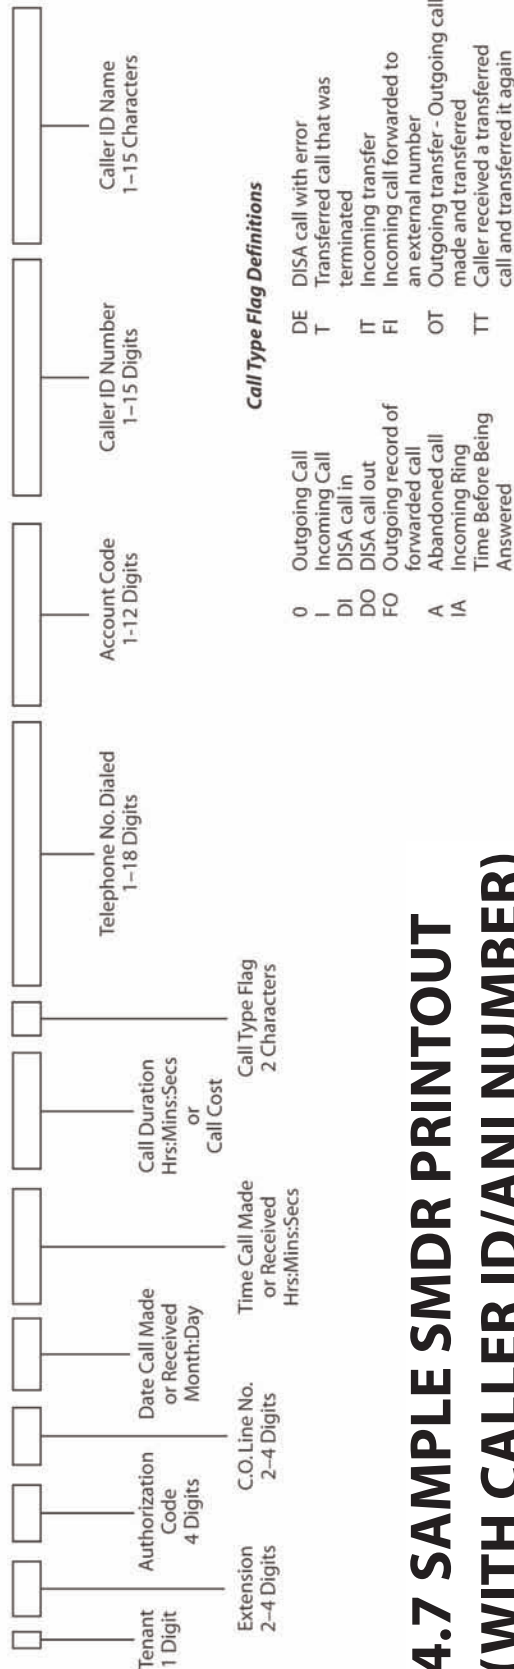 Tenant
1 Digit
Extension
2–4 Digits
Authorization
Code
4 Digits
C.O.Line No.
2–4 Digits
Date Call Made
or Received
Month:Day
Time Call Made
or Received
Hrs:Mins:Secs
Call Duration
Hrs:Mins:Secs
or
Call Cost
Call Type Flag
2 Characters
Telephone No. Dialed
1–18 Digits
Account Code
1-12 Digits
Caller ID Number
1–15 Digits
Caller ID Name
1–15 Characters
Call Type Flag Definitions
0 Outgoing Call
I Incoming Call
DI DISA call in
DO DISA call out
FO Outgoing record of
forwarded call
A Abandoned call
IA Incoming Ring
Time Before Being
Answered
DE DISA call with error
T Transferred call that was
terminated
IT Incoming transfer
FI Incoming call forwarded to
an external number
OT Outgoing transfer - Outgoing call
made and transferred
TT Caller received a transferred
call and transferred it again
4.7 SAMPLE SMDR PRINTOUT
(WITH CALLER ID/ANI NUMBER)